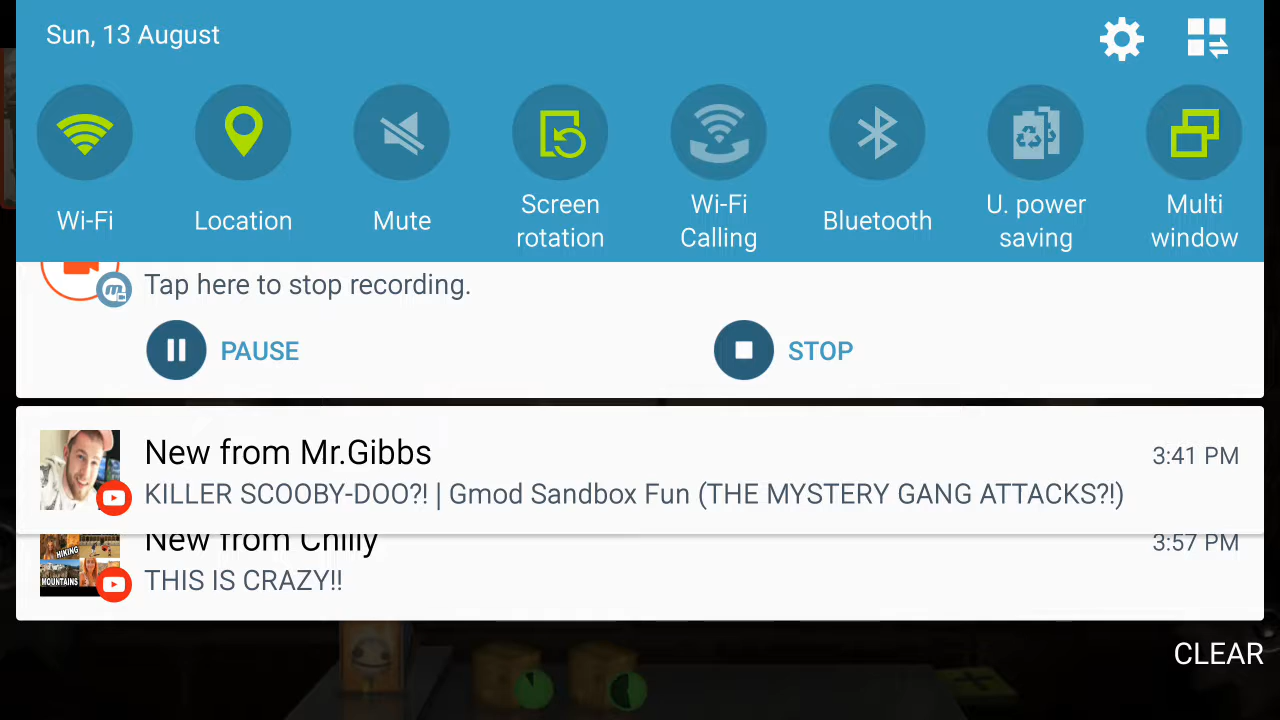 Sun, 13 August
Wi-Fi
Location
Mute
Screen
rotation
Wi-Fi
Calling
Bluetooth
U. power
saving
Multi
window
Tap here to stop recording.
PAUSE
STOP
New from Mr.Gibbs
3:41 PM
KILLER SCOOBY-DOO?! | Gmod Sandbox Fun (THE MYSTERY GANG ATTACKS?!)
New from Chilly
3:57 PM
HIKING
MOUNTAINS
THIS IS CRAZY!!
CLEAR